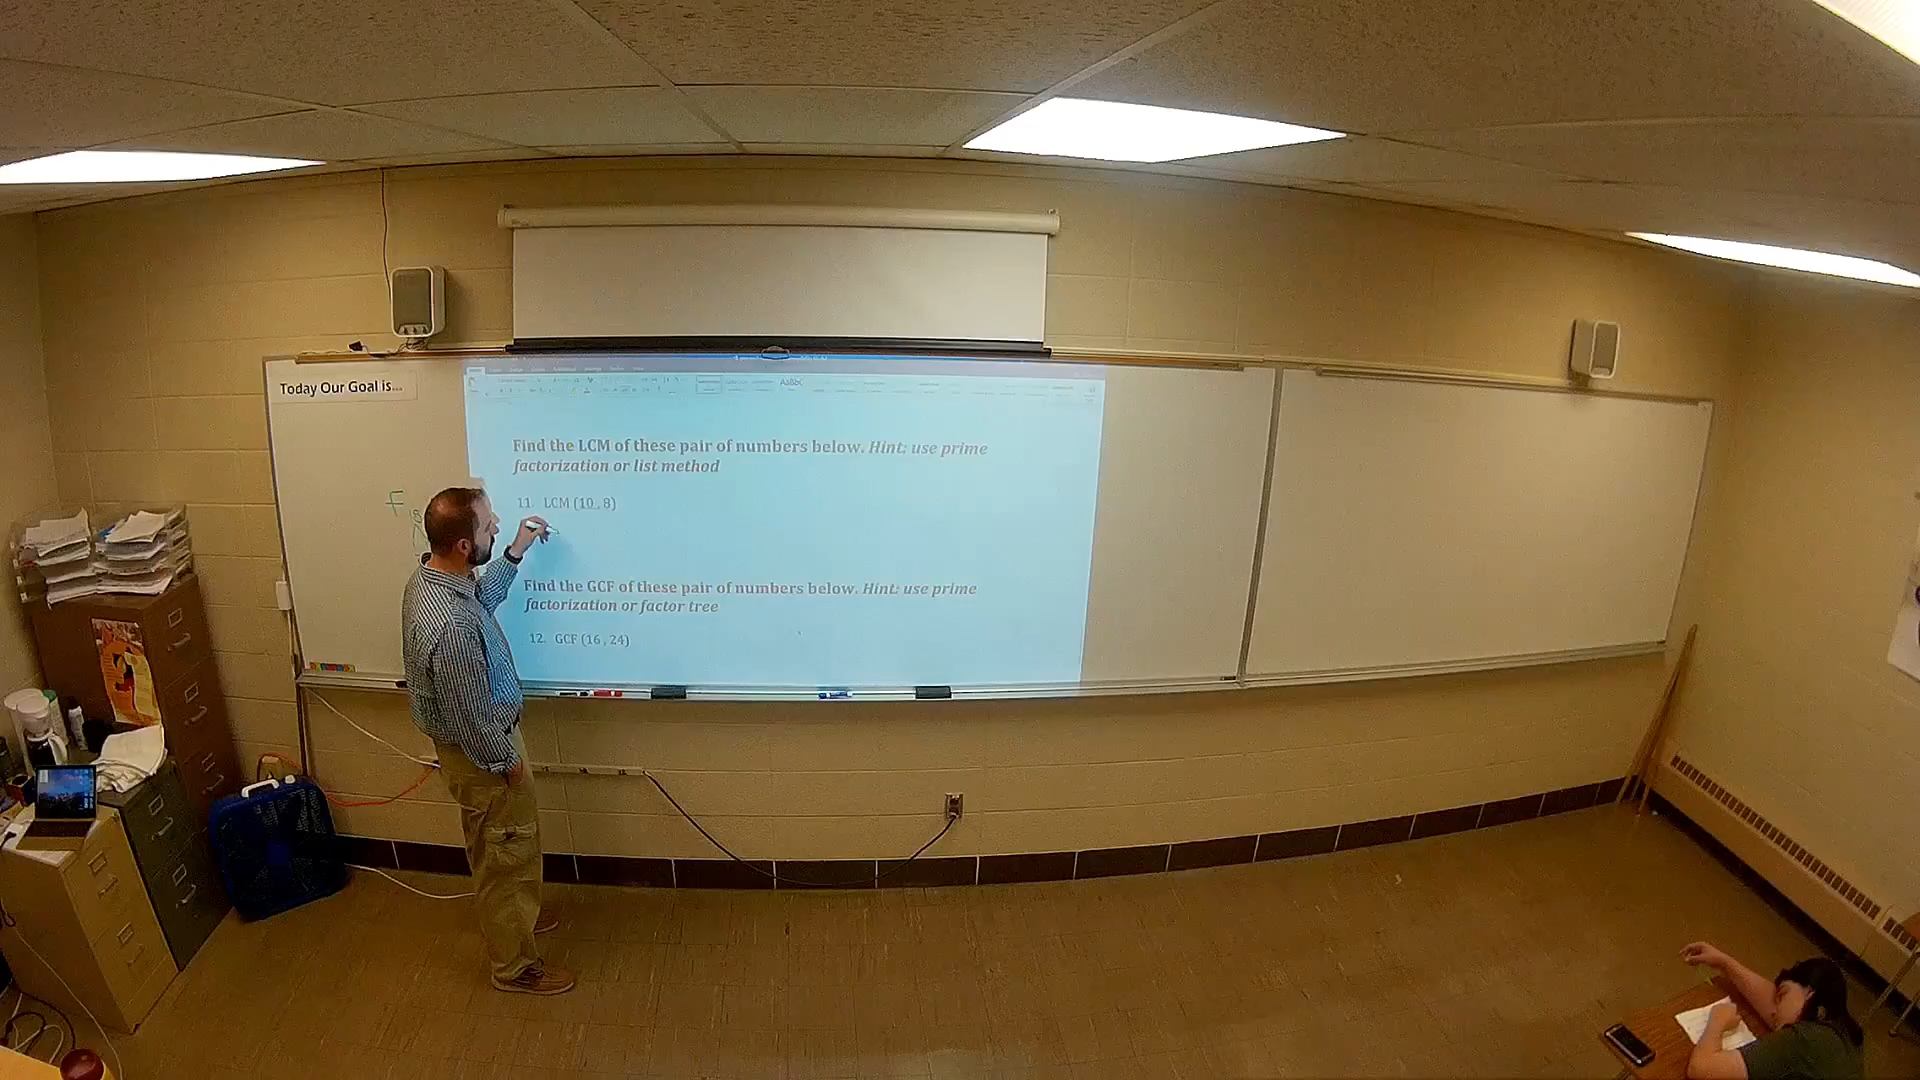 Today Our Goal is...
AaBbC
Find the LCM of these pair of numbers below. Hint: use prime
factorization or list method
F
8
11. LCM (10 , 8)
Find the GCF of these pair of numbers below. Hint: use prime
factorization or factor tree
12. GCF (16 , 24)